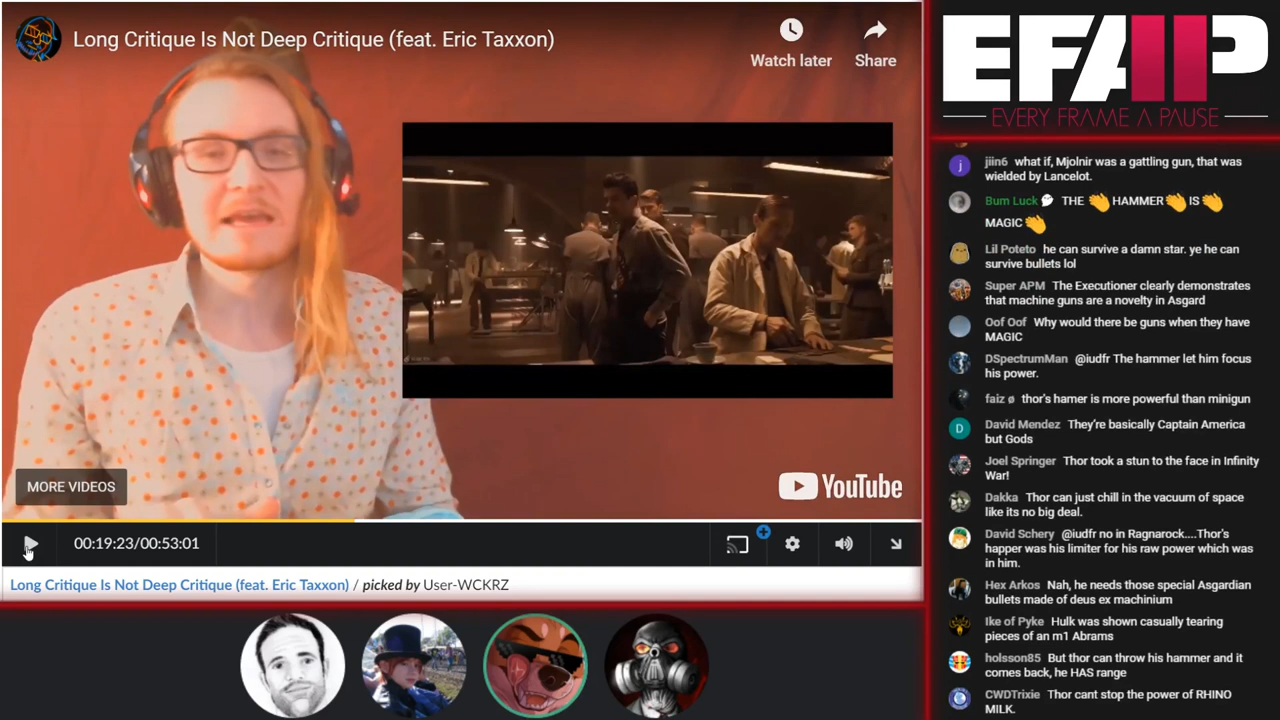 Long Critique Is Not Deep Critique (feat. Eric Taxxon)
Watch later
Share
MORE VIDEOS
YouTube
00:19:23/00:53:01
Long Critique Is Not Deep Critique (feat. Eric Taxxon) / picked by User-WCKRZ
EFAP
EVERY FRAME A PAUSE
jiin6 what if, Mjolnir was a gattling gun, that was
wielded by Lancelot.
Bum Luck THE 👏 HAMMER 👏 IS 👏
MAGIC 👏
Lil Poteto he can survive a damn star. ye he can
survive bullets lol
Super APM The Executioner clearly demonstrates
that machine guns are a novelty in Asgard
Oof Oof Why would there be guns when they have
MAGIC
DSpectrumMan @iudfr The hammer let him focus
his power.
faiz ø thor's hamer is more powerful than minigun
D
David Mendez They're basically Captain America
but Gods
Joel Springer Thor took a stun to the face in Infinity
War!
Dakka Thor can just chill in the vacuum of space
like its no big deal.
David Schery @iudfr no in Ragnarock....Thor's
happer was his limiter for his raw power which was
in him.
Hex Arkos Nah, he needs those special Asgardian
bullets made of deus ex machinium
Ike of Pyke Hulk was shown casually tearing
pieces of an m1 Abrams
holsson85 But thor can throw his hammer and it
comes back, he HAS range
CWDTrixie Thor cant stop the power of RHINO
MILK.